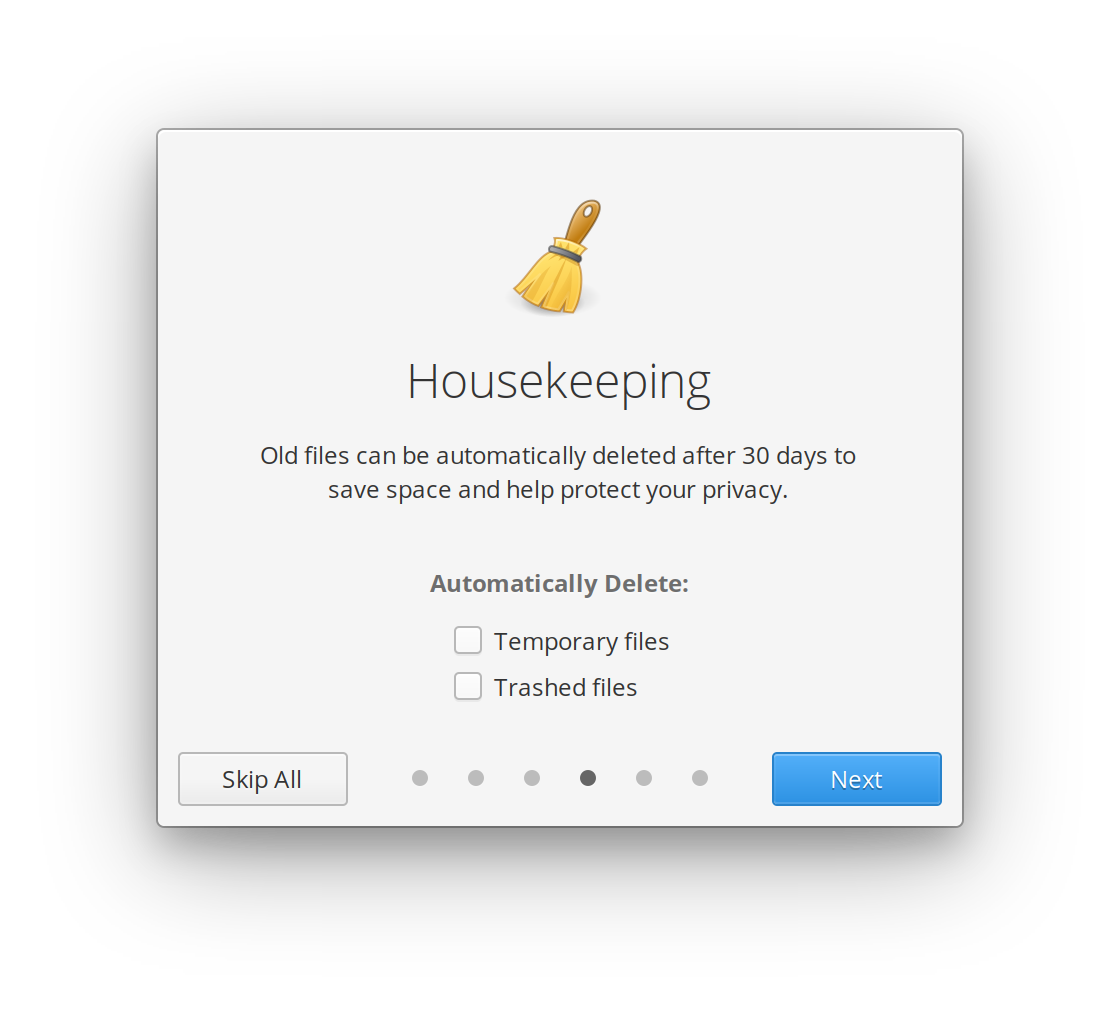 Housekeeping
Old files can be automatically deleted after 30 days to
save space and help protect your privacy.
Automatically Delete:
Temporary files
Trashed files
Skip All
Next